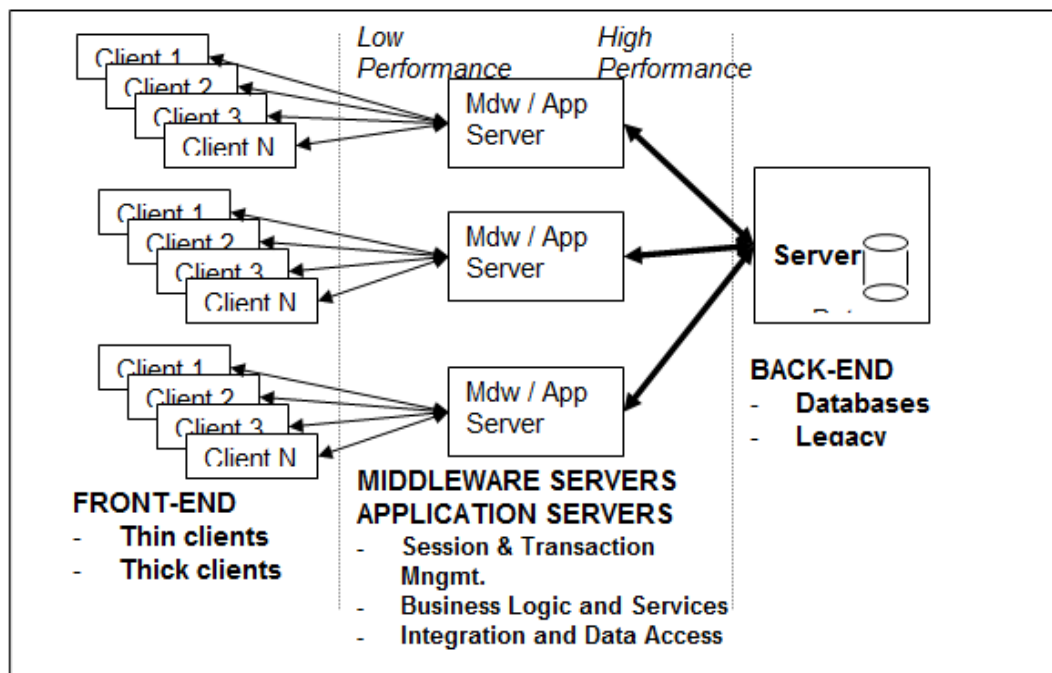 Low
Performance
High
Performance
Client 1
Client 2
Client 3
Client N
Mdw / App
Server
Client 1
Client 2
Client 3
Client N
Mdw / App
Server
Client 1
Client 2
Client 3
Client N
Mdw / App
Server
Server
BACK-END
- Databases
- Legacy
FRONT-END
- Thin clients
- Thick clients
MIDDLEWARE SERVERS
APPLICATION SERVERS
- Session & Transaction
Mngmt.
- Business Logic and Services
- Integration and Data Access